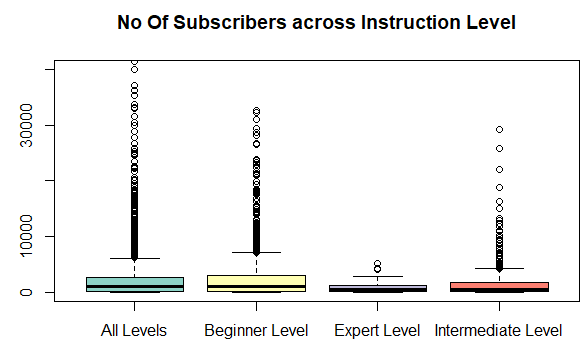 No Of Subscribers across Instruction Level
30000
10000
0
All Levels Beginner Level Expert Level Intermediate Level